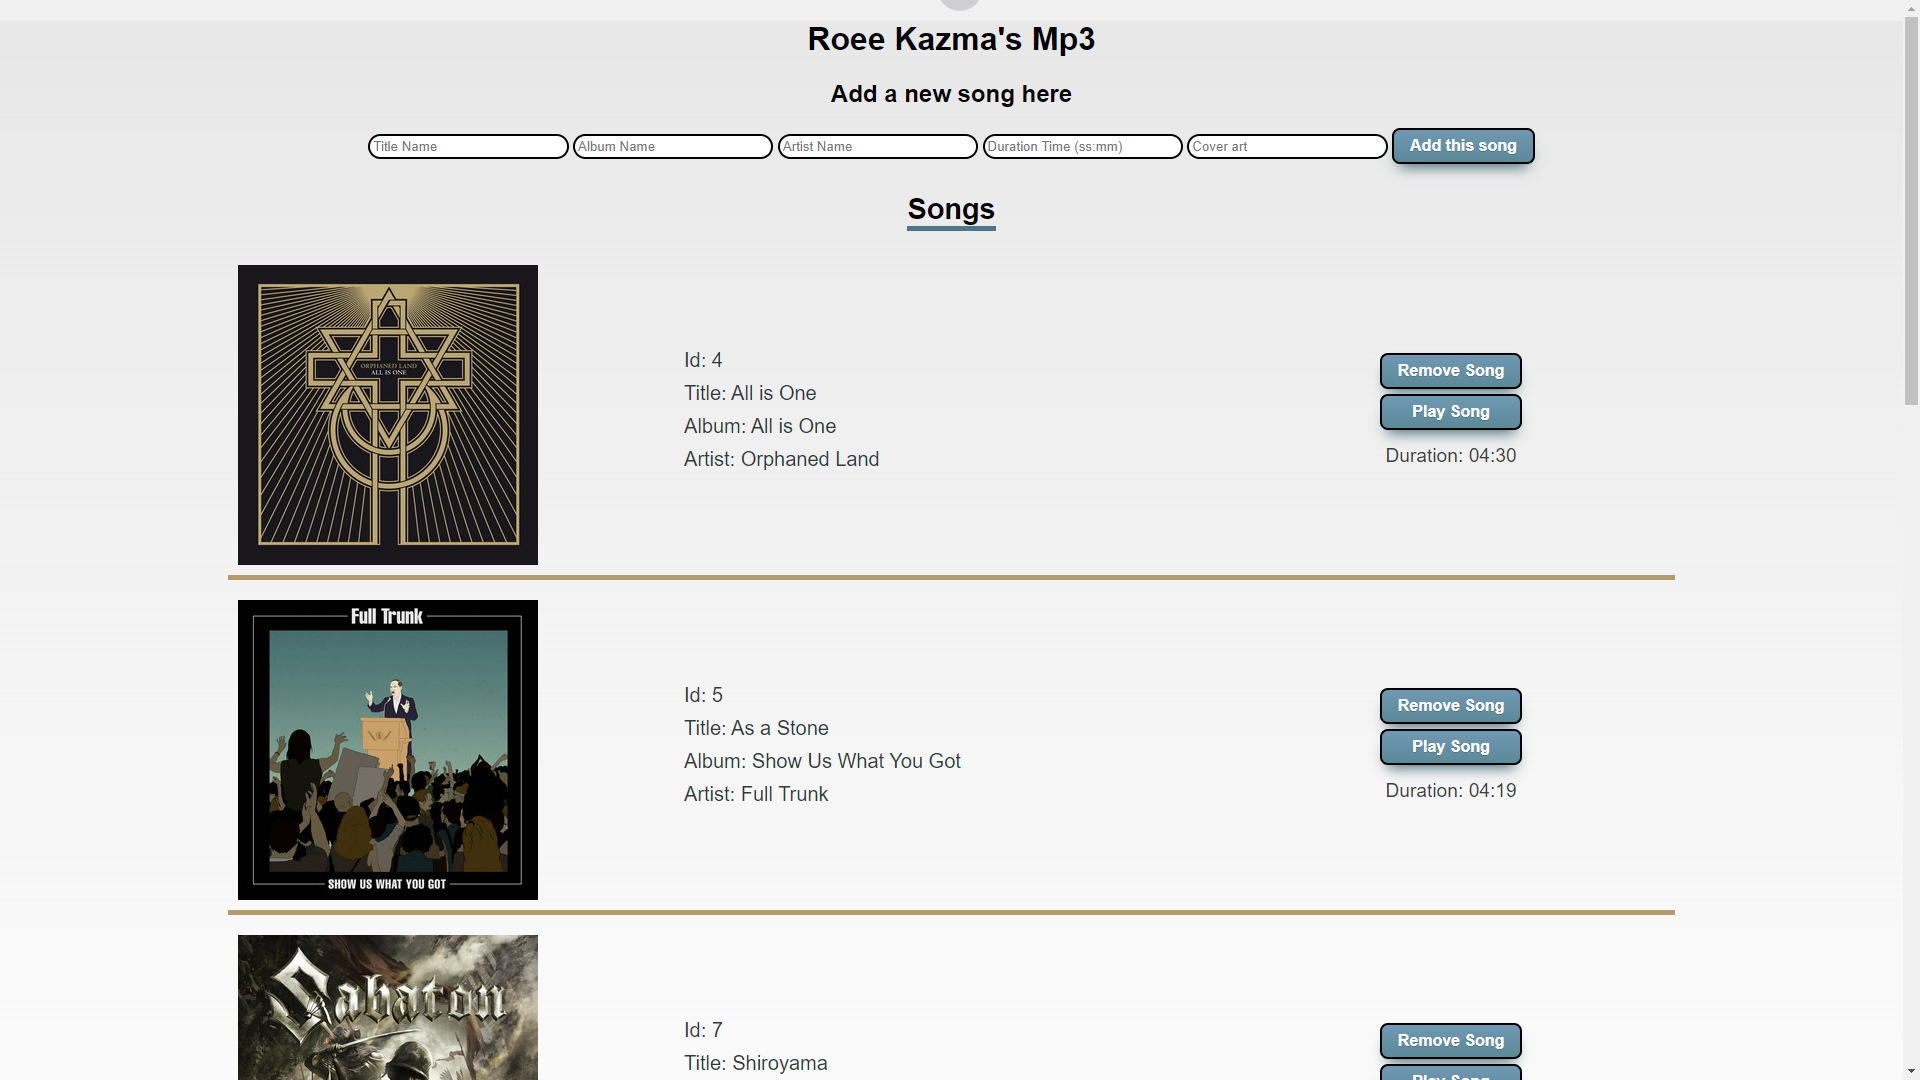 Roee Kazma's Mp3
Add a new song here
Title Name
Album Name
Artist Name
Duration Time (ss:mm)
Cover art
Add this song
Songs
ORPHANED LAND
ALL IS ONE
Id: 4
Title: All is One
Album: All is One
Artist: Orphaned Land
Remove Song
Play Song
Duration: 04:30
Full Trunk
SHOW US WHAT YOU GOT
Id: 5
Title: As a Stone
Album: Show Us What You Got
Artist: Full Trunk
Remove Song
Play Song
Duration: 04:19
Sabaton
Id: 7
Title: Shiroyama
Remove Song
Play Song